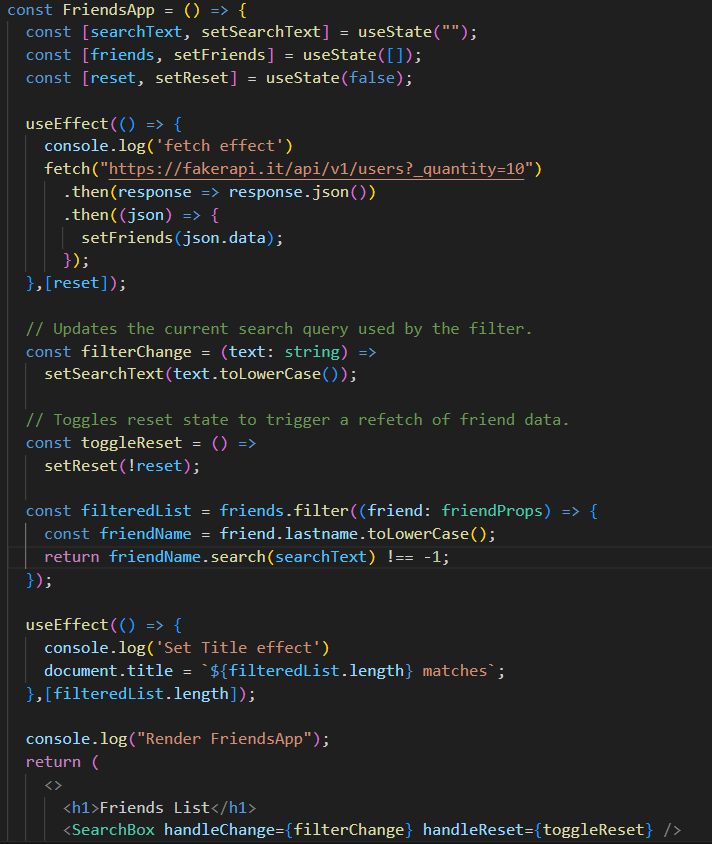 const FriendsApp = () => {
  const [searchText, setSearchText] = useState("");
  const [friends, setFriends] = useState([]);
  const [reset, setReset] = useState(false);

  useEffect(() => {
    console.log('fetch effect')
    fetch("https://fakerapi.it/api/v1/users?_quantity=10")
      .then(response => response.json())
      .then((json) => {
        setFriends(json.data);
      });
  },[reset]);

  // Updates the current search query used by the filter.
  const filterChange = (text: string) =>
    setSearchText(text.toLowerCase());

  // Toggles reset state to trigger a refetch of friend data.
  const toggleReset = () =>
    setReset(!reset);

  const filteredList = friends.filter((friend: friendProps) => {
    const friendName = friend.lastname.toLowerCase();
    return friendName.search(searchText) !== -1;
  });

  useEffect(() => {
    console.log('Set Title effect')
    document.title = `${filteredList.length} matches`;
  },[filteredList.length]);

  console.log("Render FriendsApp");
  return (
    <>
      <h1>Friends List</h1>
      <SearchBox handleChange={filterChange} handleReset={toggleReset} />